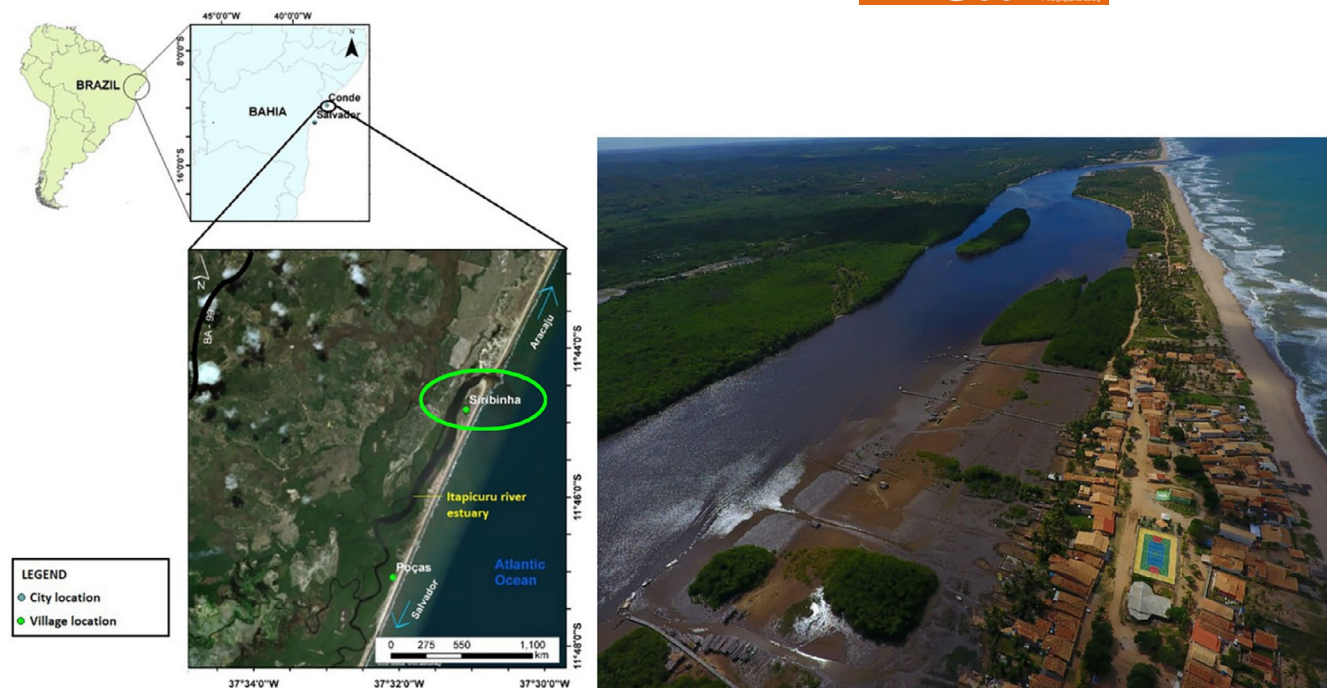 45°0'0"W 40°0'0"W
N
8°0'0"S
BRAZIL
BAHIA
Conde
Salvador
16°0'0"S
N
BA - 99
Aracaju
11°44'0"S
Siribinha
Itapicuru river
estuary
11°46'0"S
Poças
Atlantic
Ocean
Salvador
LEGEND
City location
Village location
0 275 550 1,100
km
11°48'0"S
37°34'0"W 37°32'0"W 37°30'0"W